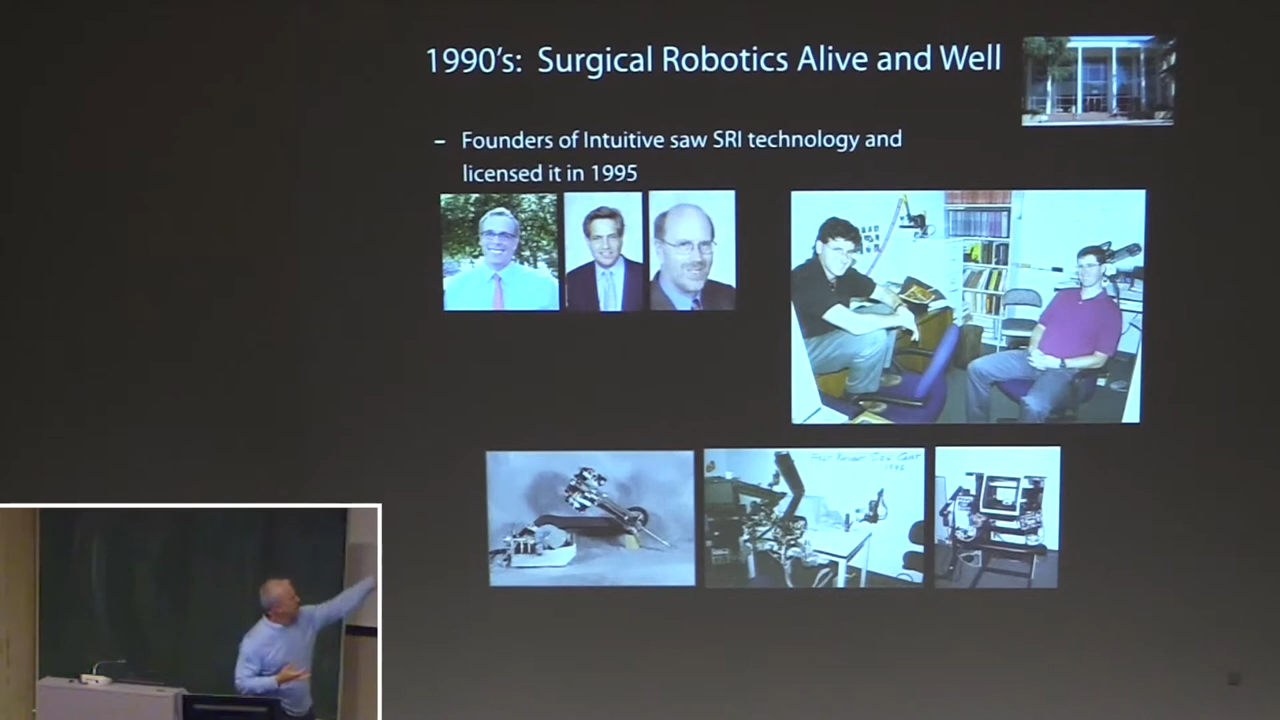 1990's: Surgical Robotics Alive and Well
– Founders of Intuitive saw SRI technology and
licensed it in 1995